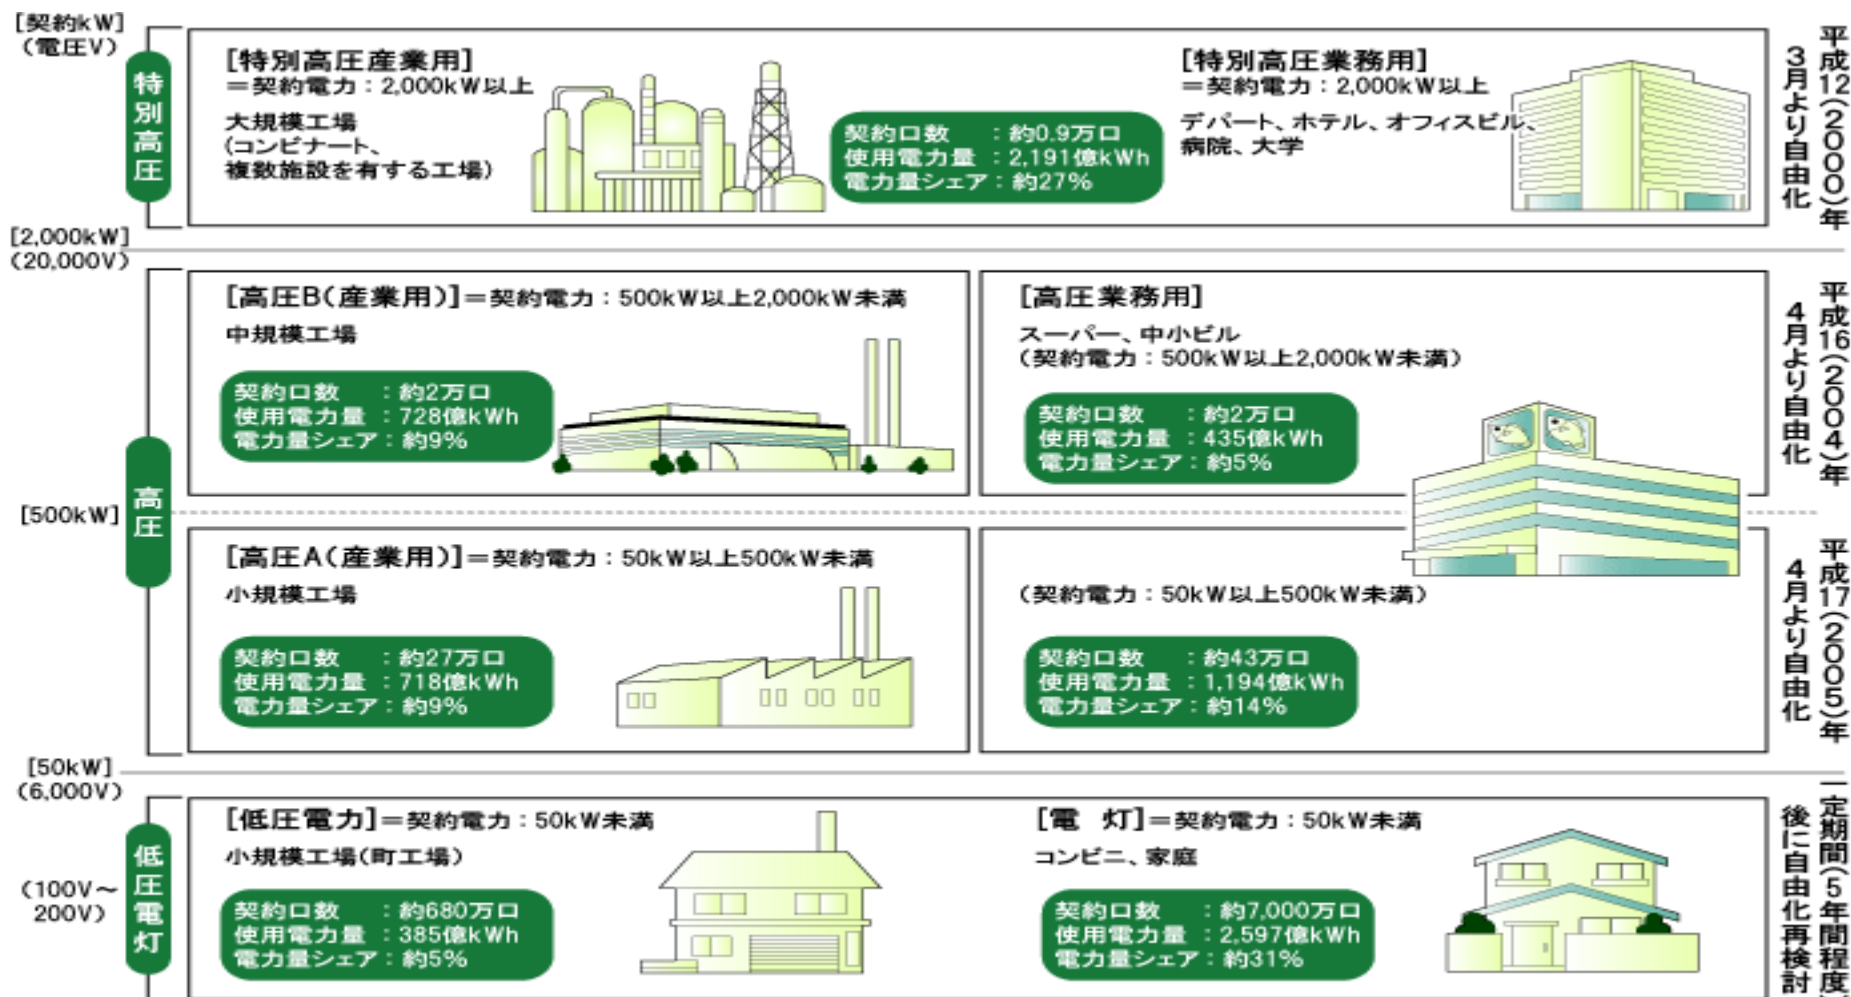 [契約kW]
(電圧V)
特別高圧
[特別高圧産業用]
＝契約電力：2,000kW以上
大規模工場
(コンビナート、
複数施設を有する工場)
契約口数　：約0.9万口
使用電力量：2,191億kWh
電力量シェア：約27%
[特別高圧業務用]
＝契約電力：2,000kW以上
デパート、ホテル、オフィスビル、
病院、大学
平成12(2000)年
3月より自由化
[2,000kW]
(20,000V)
高圧
[高圧B(産業用)]＝契約電力：500kW以上2,000kW未満
中規模工場
契約口数　：約2万口
使用電力量：728億kWh
電力量シェア：約9%
[高圧業務用]
スーパー、中小ビル
(契約電力：500kW以上2,000kW未満)
契約口数　：約2万口
使用電力量：435億kWh
電力量シェア：約5%
平成16(2004)年
4月より自由化
[500kW]
[高圧A(産業用)]＝契約電力：50kW以上500kW未満
小規模工場
契約口数　：約27万口
使用電力量：718億kWh
電力量シェア：約9%
(契約電力：50kW以上500kW未満)
契約口数　：約43万口
使用電力量：1,194億kWh
電力量シェア：約14%
平成17(2005)年
4月より自由化
[50kW]
(6,000V)
低圧電灯
(100V～
200V)
[低圧電力]＝契約電力：50kW未満
小規模工場(町工場)
契約口数　：約680万口
使用電力量：385億kWh
電力量シェア：約5%
[電　灯]＝契約電力：50kW未満
コンビニ、家庭
契約口数　：約7,000万口
使用電力量：2,597億kWh
電力量シェア：約31%
一定期間(5年間程度)
後に自由化再検討